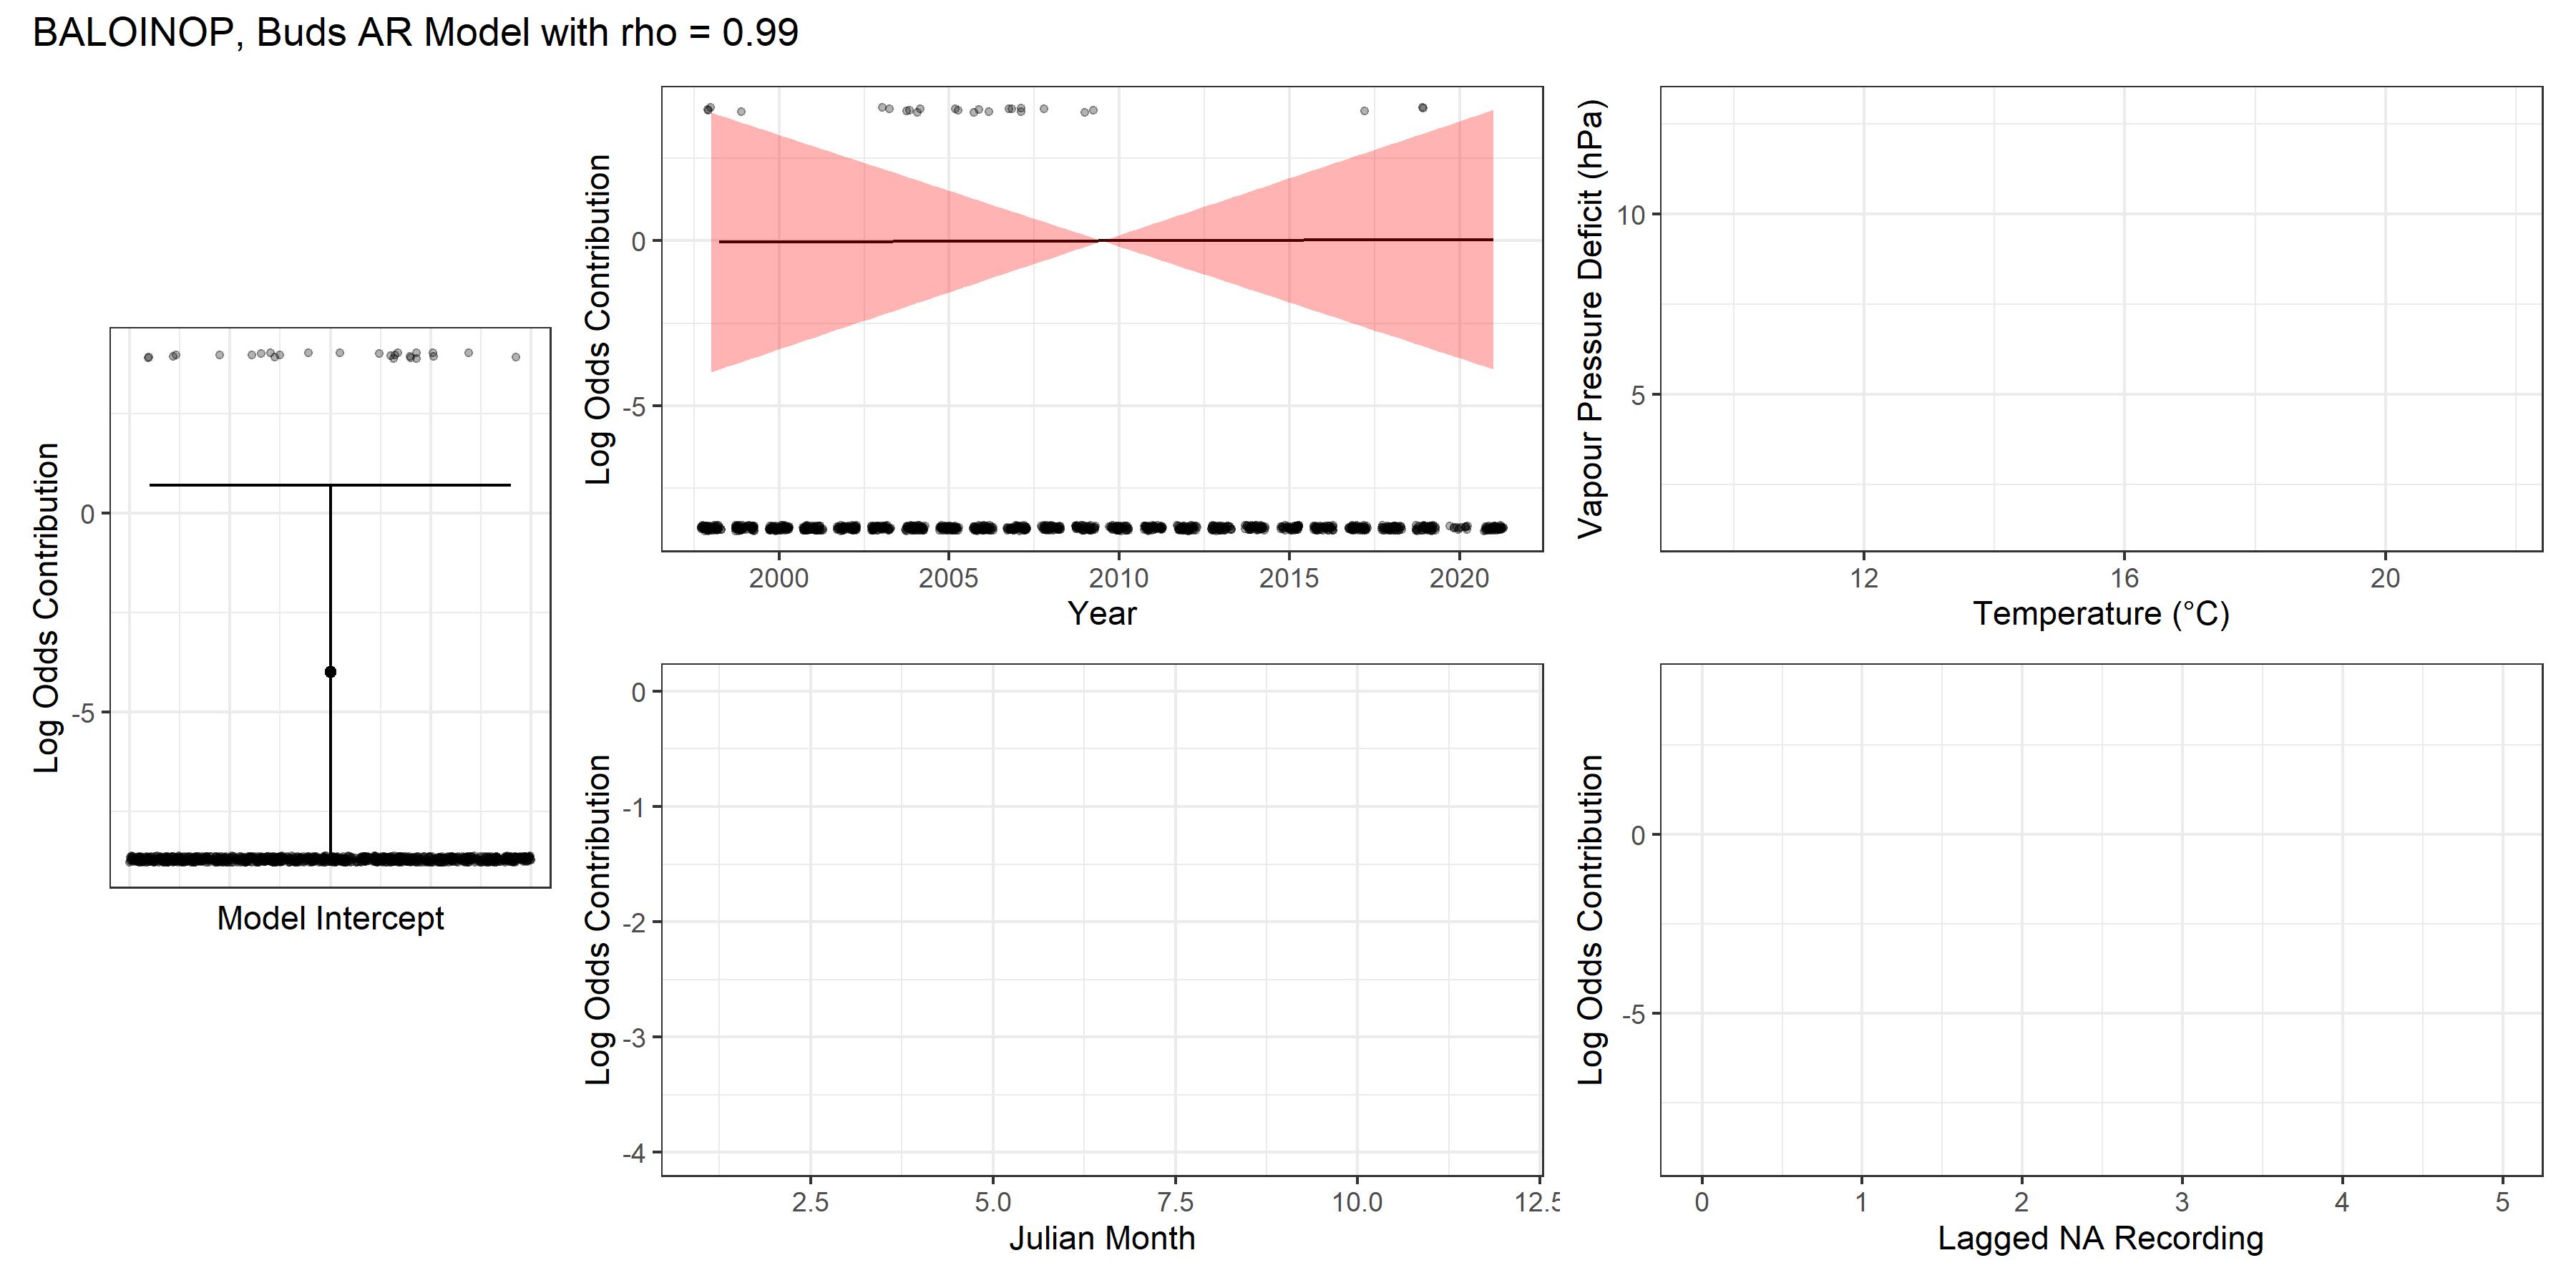 BALOINOP, Buds AR Model with rho = 0.99
Log Odds Contribution
0
-5
Model Intercept
Log Odds Contribution
0
-5
2000 2005 2010 2015 2020
Year
Vapour Pressure Deficit (hPa)
10
5
12 16 20
Temperature (°C)
Log Odds Contribution
0
-1
-2
-3
-4
2.5 5.0 7.5 10.0 12.5
Julian Month
Log Odds Contribution
0
-5
0 1 2 3 4 5
Lagged NA Recording